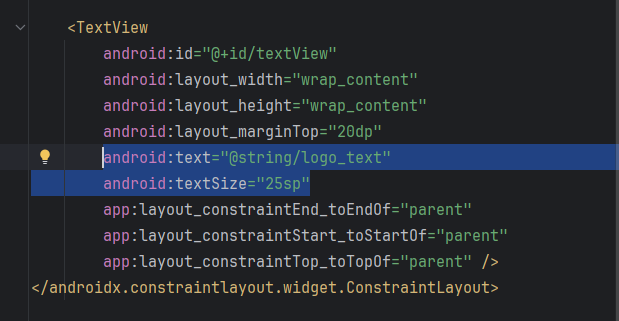 <TextView
android:id="@+id/textView"
android:layout_width="wrap_content"
android:layout_height="wrap_content"
android:layout_marginTop="20dp"
android:text="@string/logo_text"
android:textSize="25sp"
app:layout_constraintEnd_toEndOf="parent"
app:layout_constraintStart_toStartOf="parent"
app:layout_constraintTop_toTopOf="parent" />
</androidx.constraintlayout.widget.ConstraintLayout>